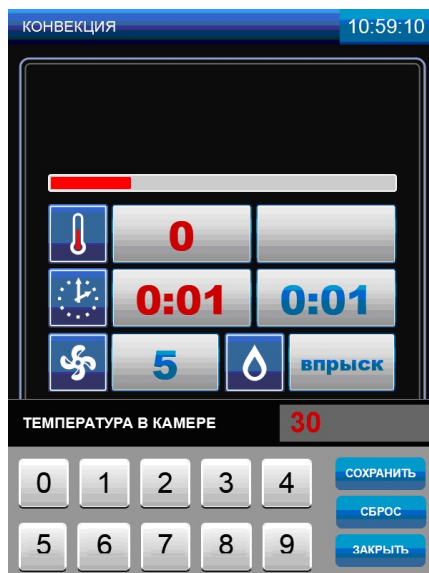 КОНВЕКЦИЯ 10:59:10
0
0:01 0:01
5 впрыск
ТЕМПЕРАТУРА В КАМЕРЕ 30
0 1 2 3 4 СОХРАНИТЬ
СБРОС
5 6 7 8 9 ЗАКРЫТЬ